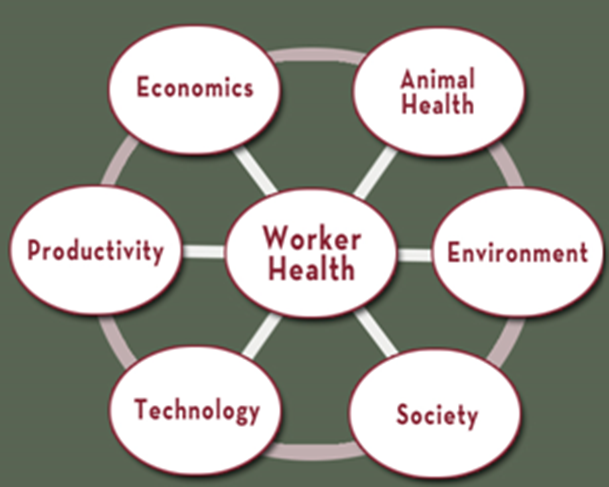 Economics
Animal
Health
Productivity
Worker
Health
Environment
Technology
Society